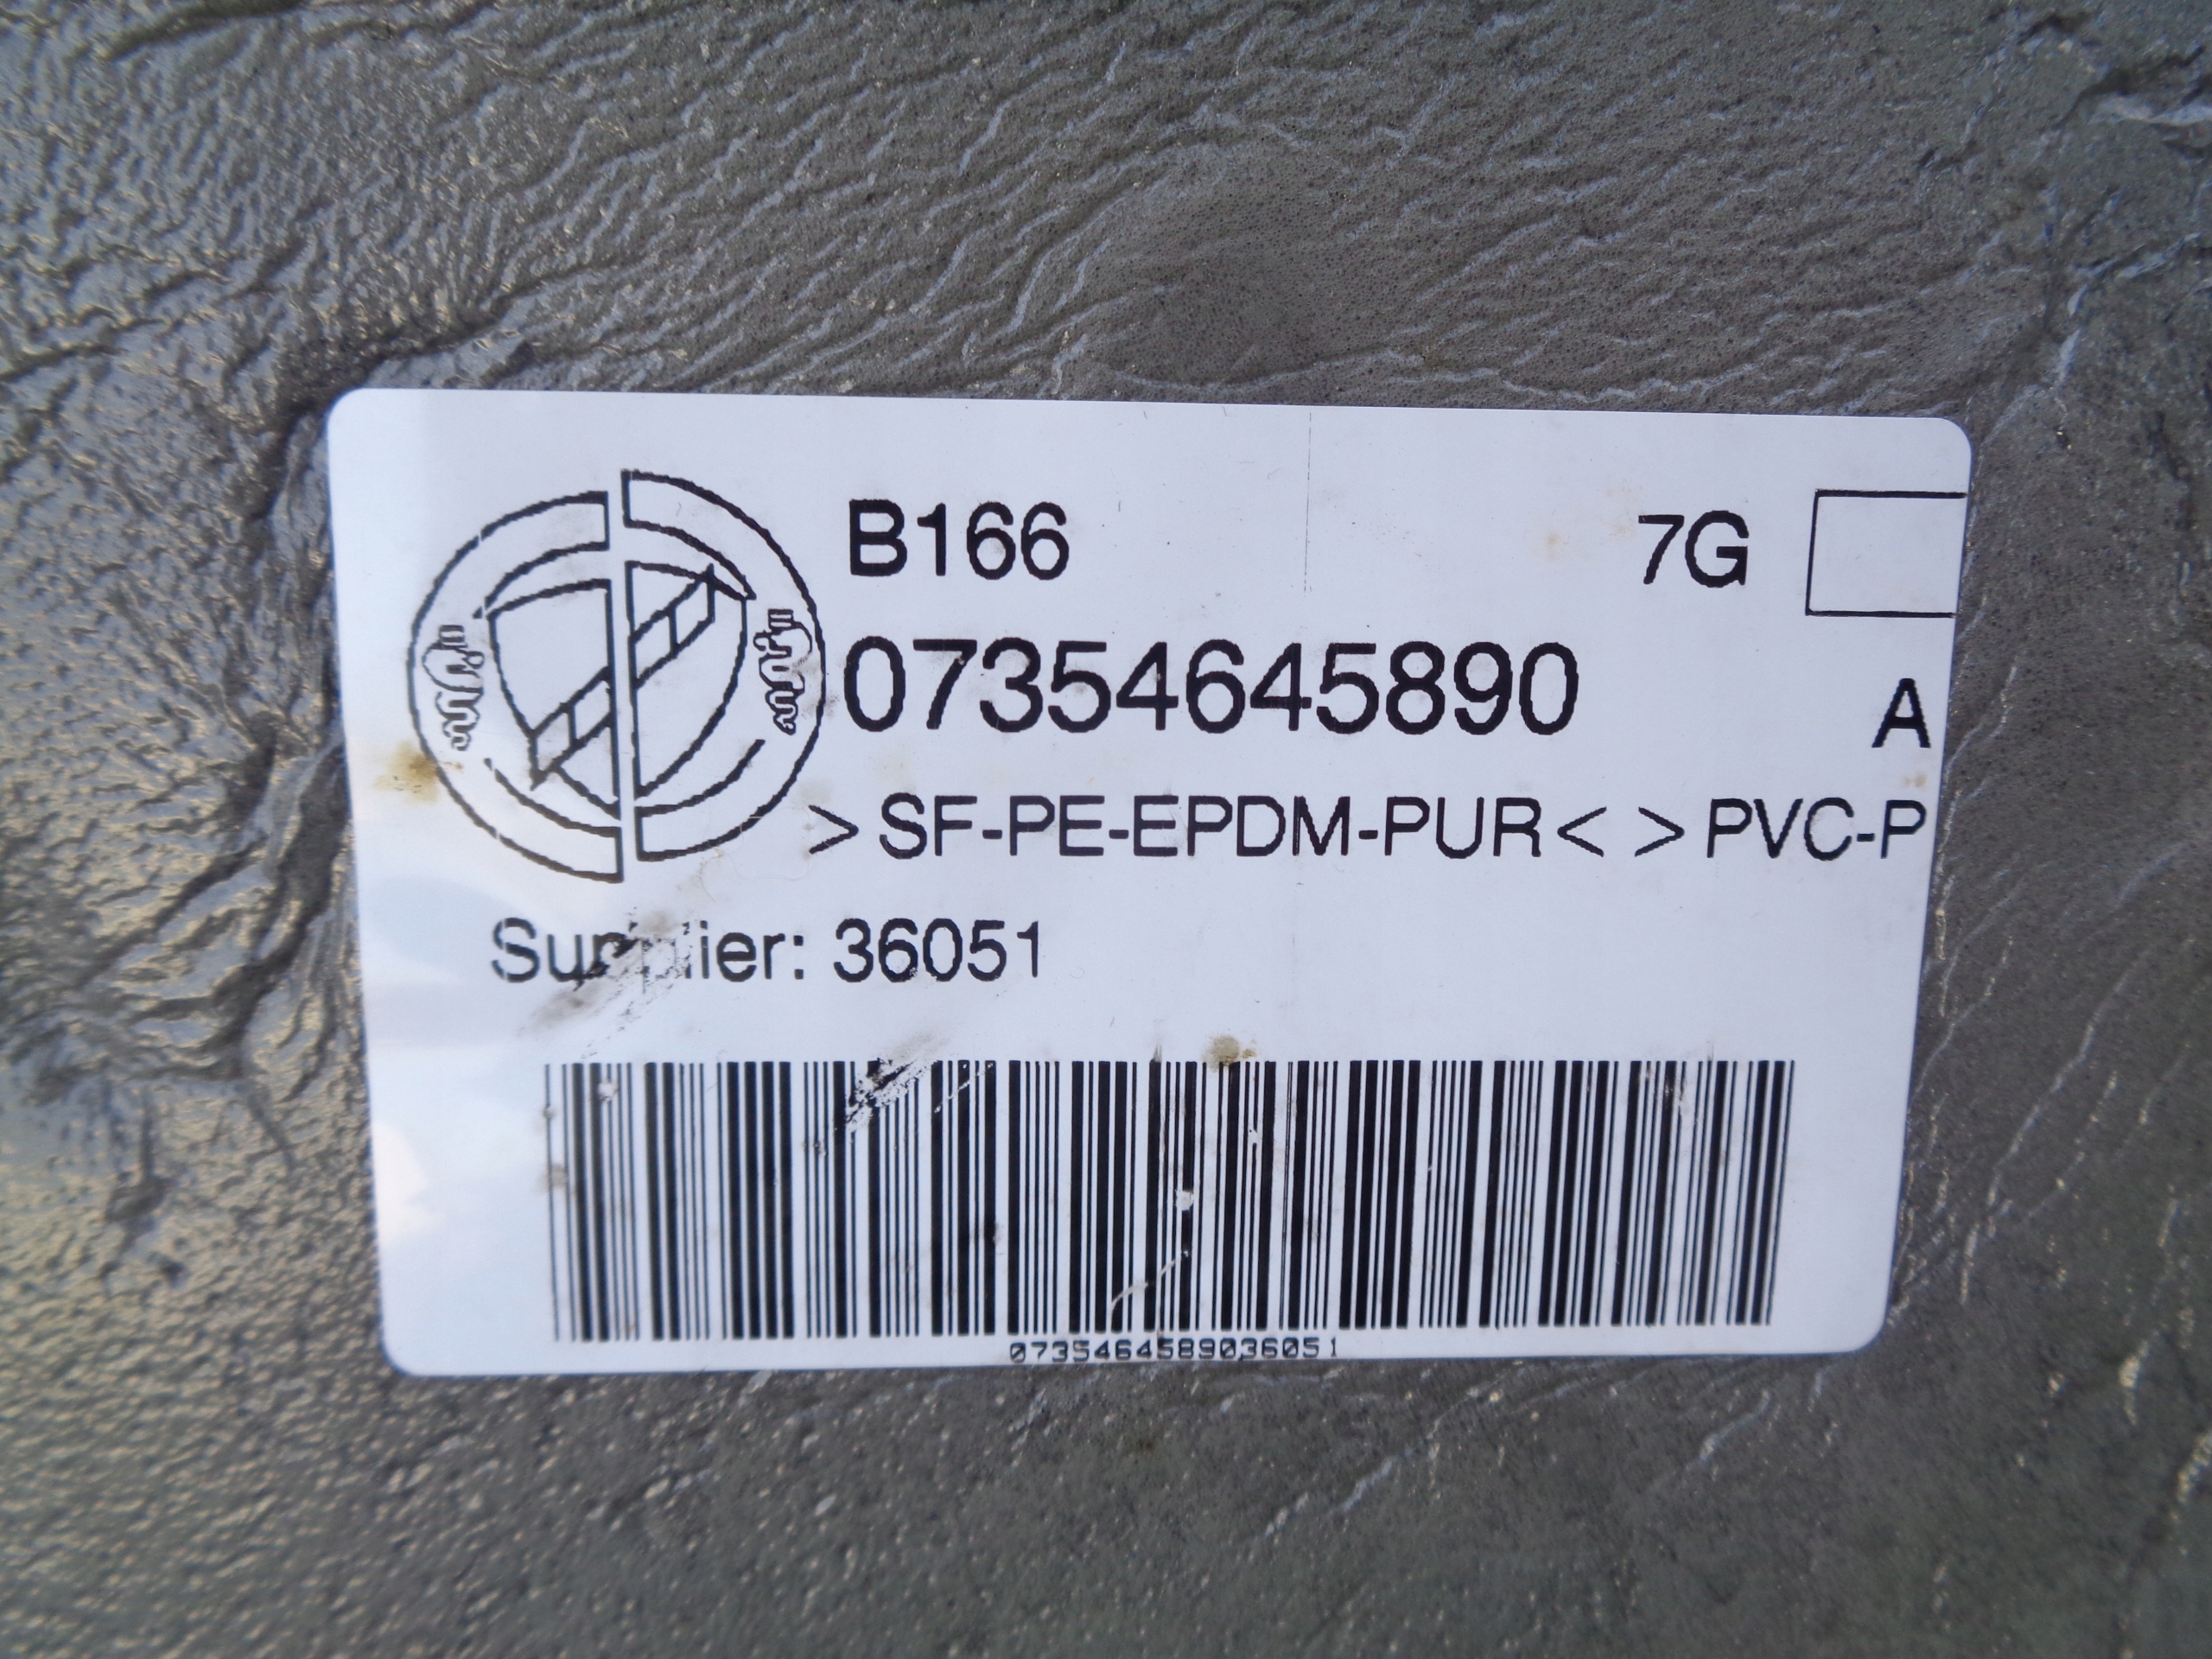 B166 7G
07354645890 A
>SF-PE-EPDM-PUR< >PVC-P
Supplier: 36051
0735464589036051